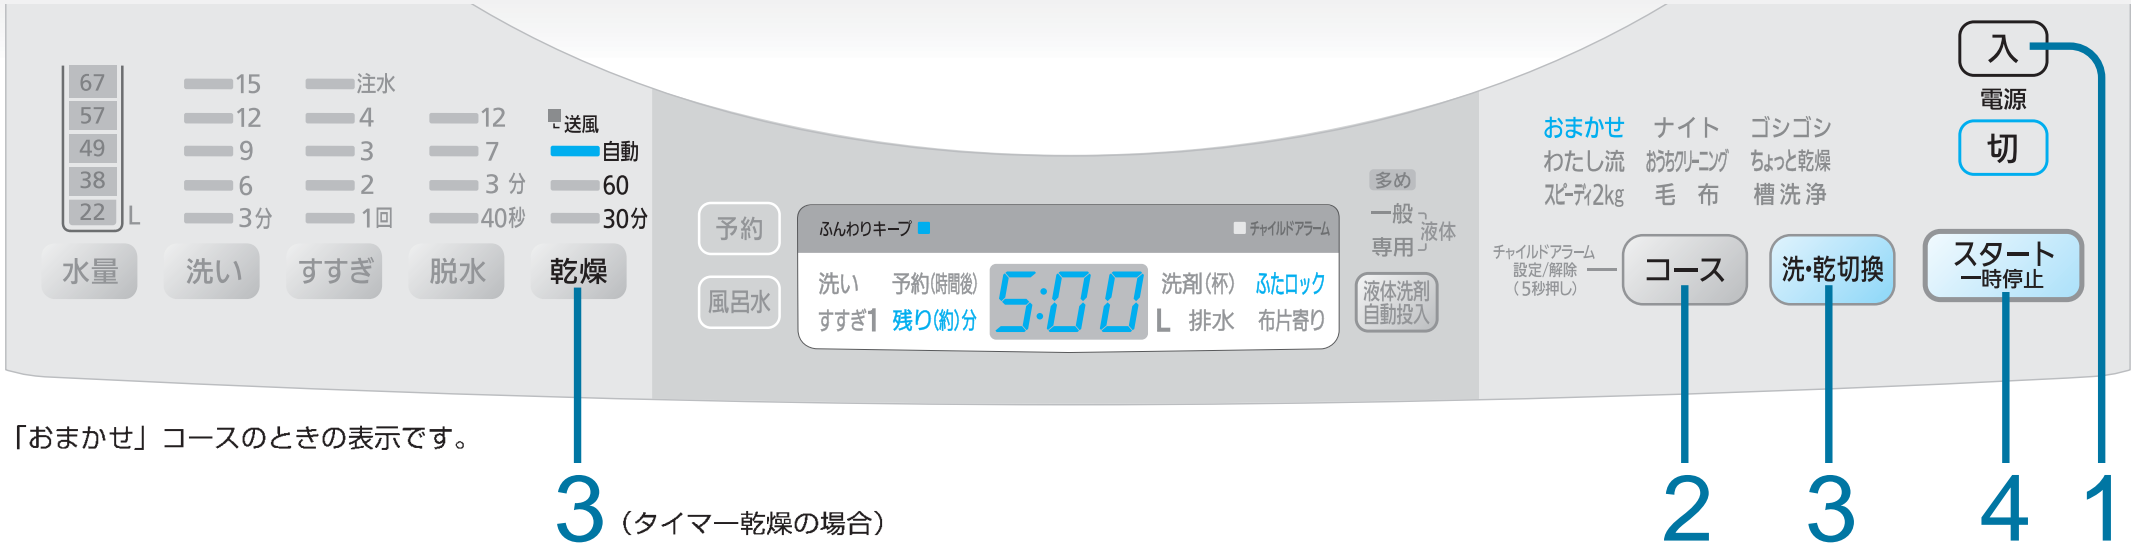 67
57
49
38
22 L
水量
15
12
9
6
3分
洗い
注水
4
3
2
1回
すすぎ
12
7
3 分
40秒
脱水
送風
自動
60
30分
乾燥
予約
風呂水
ふんわりキープ
チャイルドアラーム
洗い 予約(時間後) 5:00 洗剤(杯) ふたロック
すすぎ1 残り(約)分 L 排水 布片寄り
多め
一般
専用
液体
液体洗剤
自動投入
おまかせ ナイト ゴシゴシ
わたし流 おうちクリーニング ちょっと乾燥
スピーディ2kg 毛 布 槽洗浄
チャイルドアラーム
設定/解除
(5秒押し)
コース
洗・乾切換
スタート
一時停止
入
電源
切
「おまかせ」コースのときの表示です。
3 (タイマー乾燥の場合)
2
3
4
1